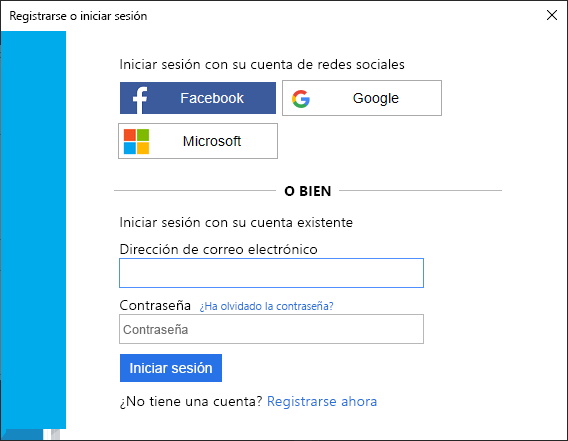 Registrarse o iniciar sesión
Iniciar sesión con su cuenta de redes sociales
Facebook
Google
Microsoft
O BIEN
Iniciar sesión con su cuenta existente
Dirección de correo electrónico
Contraseña ¿Ha olvidado la contraseña?
Contraseña
Iniciar sesión
¿No tiene una cuenta? Registrarse ahora